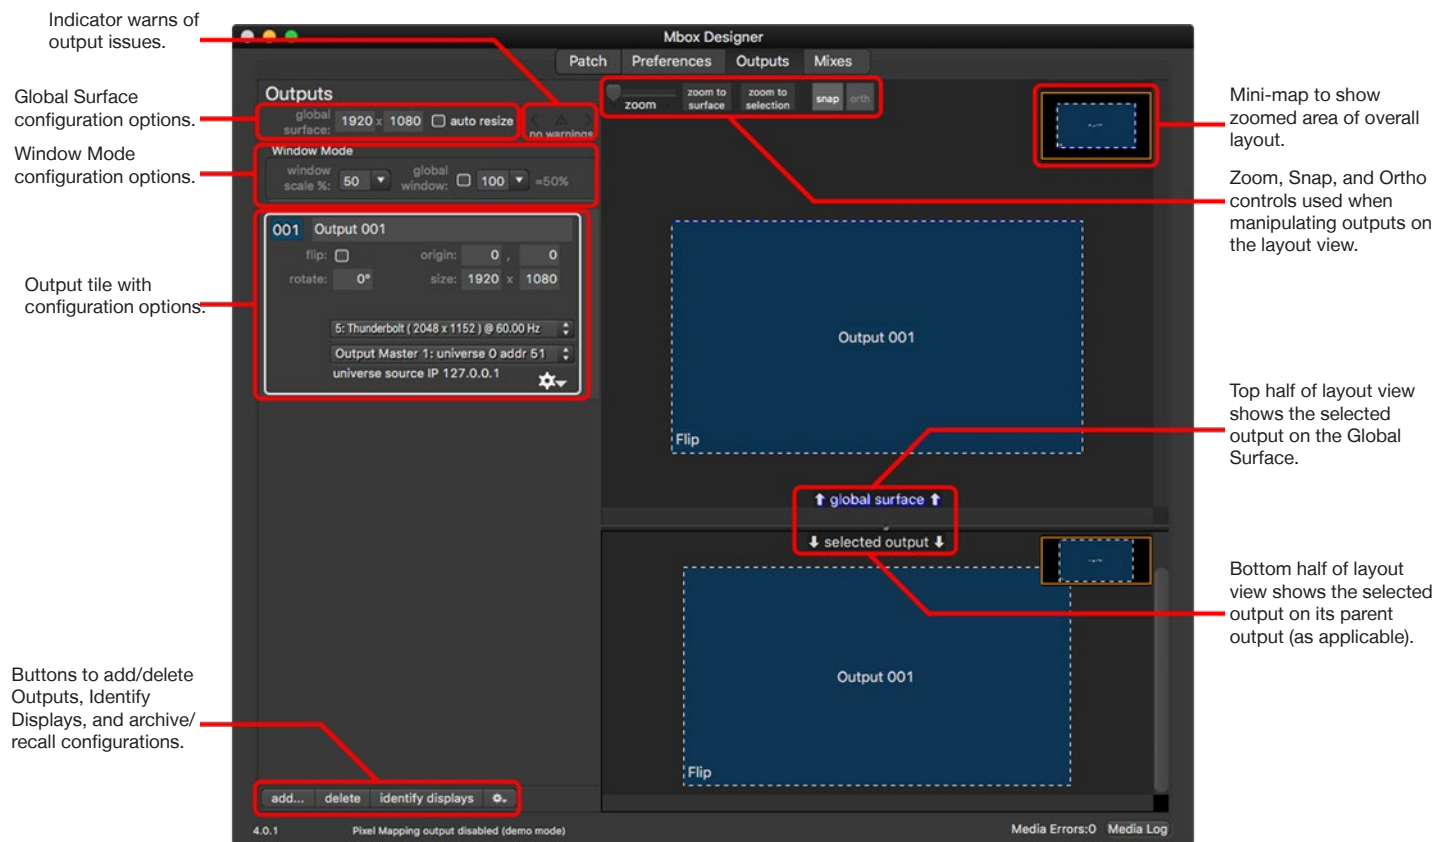 Indicator warns of
output issues.
Global Surface
configuration options.
Window Mode
configuration options.
Output tile with
configuration options.
Buttons to add/delete
Outputs, Identify
Displays, and archive/
recall configurations.
Mbox Designer
Patch Preferences Outputs Mixes
Outputs
global
surface: 1920 x 1080 auto resize
no warnings
Window Mode
window
scale %: 50
global
window: 100 =50%
001 Output 001
flip: origin: 0 , 0
rotate: 0° size: 1920 x 1080
5: Thunderbolt ( 2048 x 1152 ) @ 60.00 Hz
Output Master 1: universe 0 addr 51
universe source IP 127.0.0.1
add... delete identify displays
4.0.1 Pixel Mapping output disabled (demo mode)
zoom
zoom to
surface
zoom to
selection
snap orth
Output 001
Flip
global surface
selected output
Output 001
Flip
Media Errors:0 Media Log
Mini-map to show
zoomed area of overall
layout.
Zoom, Snap, and Ortho
controls used when
manipulating outputs on
the layout view.
Top half of layout view
shows the selected
output on the Global
Surface.
Bottom half of layout
view shows the selected
output on its parent
output (as applicable).